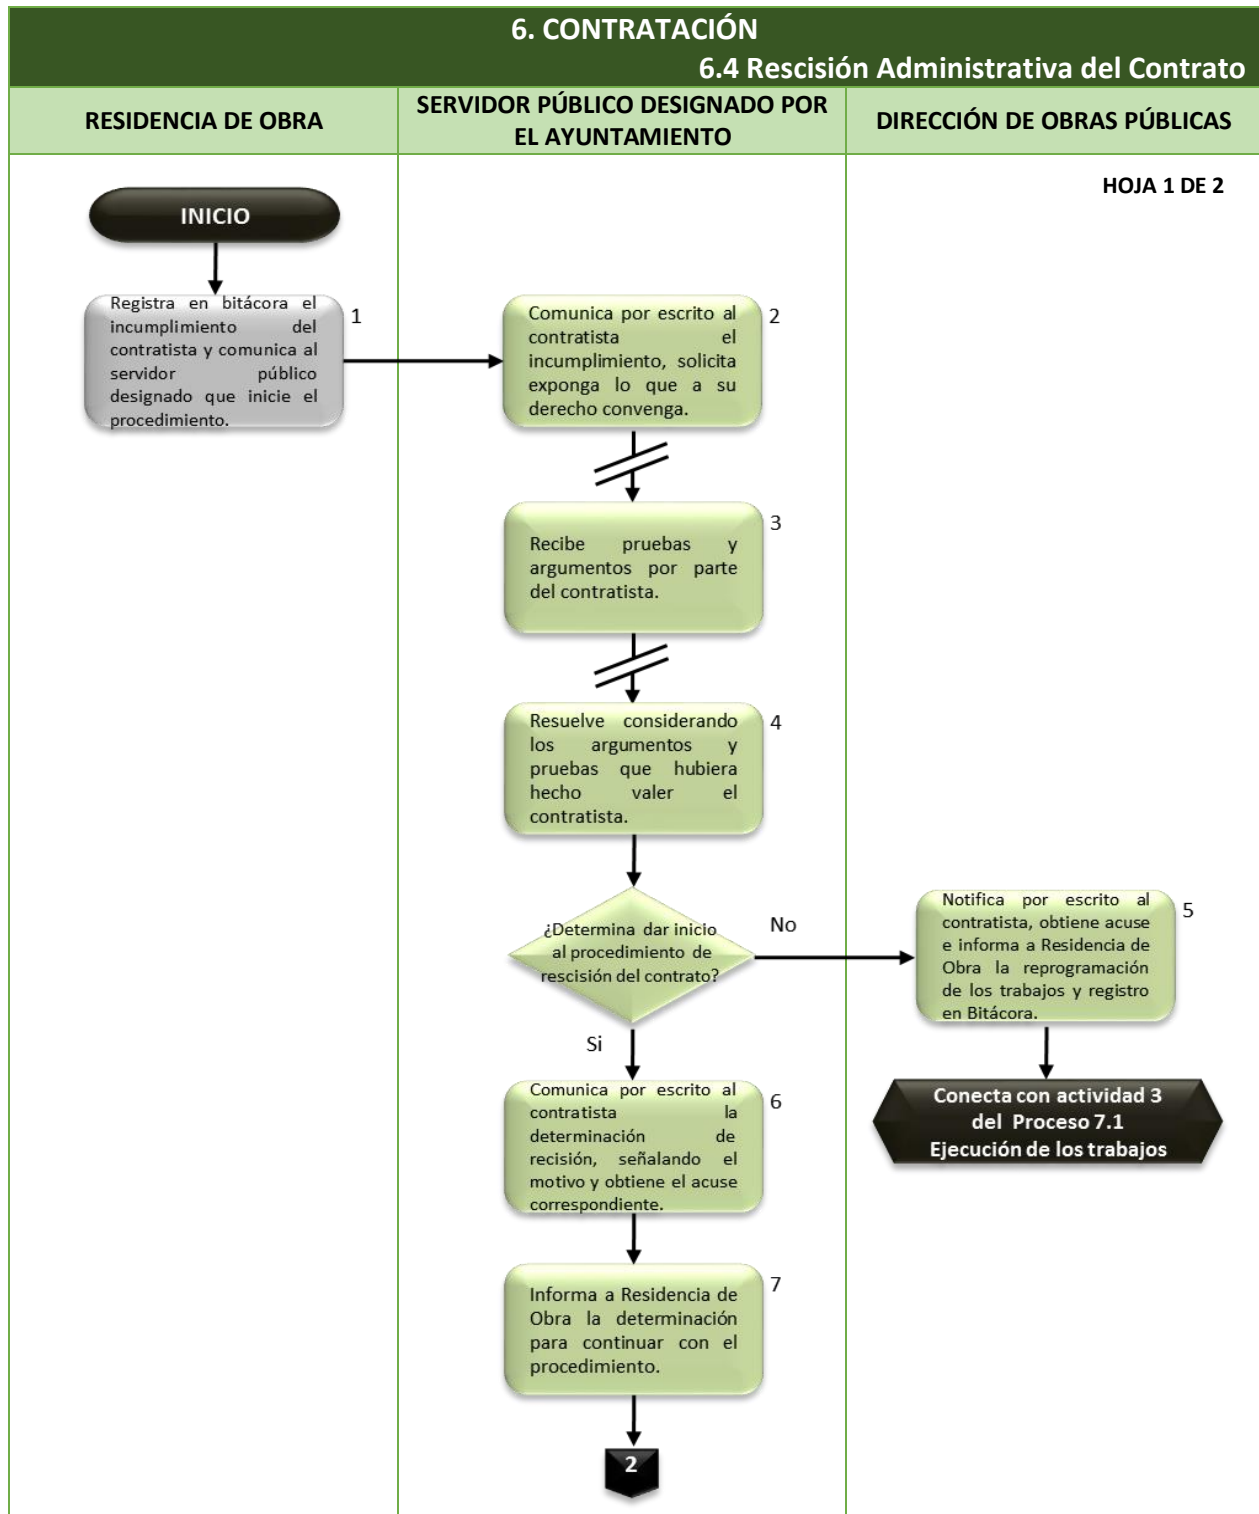 6. CONTRATACIÓN
6.4 Rescisión Administrativa del Contrato
RESIDENCIA DE OBRA
SERVIDOR PÚBLICO DESIGNADO POR
EL AYUNTAMIENTO
DIRECCIÓN DE OBRAS PÚBLICAS
HOJA 1 DE 2
INICIO
Registra en bitácora el
incumplimiento del
contratista y comunica al
servidor público
designado que inicie el
procedimiento.
1
Comunica por escrito al
contratista el
incumplimiento, solicita
exponga lo que a su
derecho convenga.
2
Recibe pruebas y
argumentos por parte
del contratista.
3
Resuelve considerando
los argumentos y
pruebas que hubiera
hecho valer el
contratista.
4
¿Determina dar inicio
al procedimiento de
rescisión del contrato?
No
Notifica por escrito al
contratista, obtiene acuse
e informa a Residencia de
Obra la reprogramación
de los trabajos y registro
en Bitácora.
5
Conecta con actividad 3
del Proceso 7.1
Ejecución de los trabajos
Si
Comunica por escrito al
contratista la
determinación de
recisión, señalando el
motivo y obtiene el acuse
correspondiente.
6
Informa a Residencia de
Obra la determinación
para continuar con el
procedimiento.
7
2